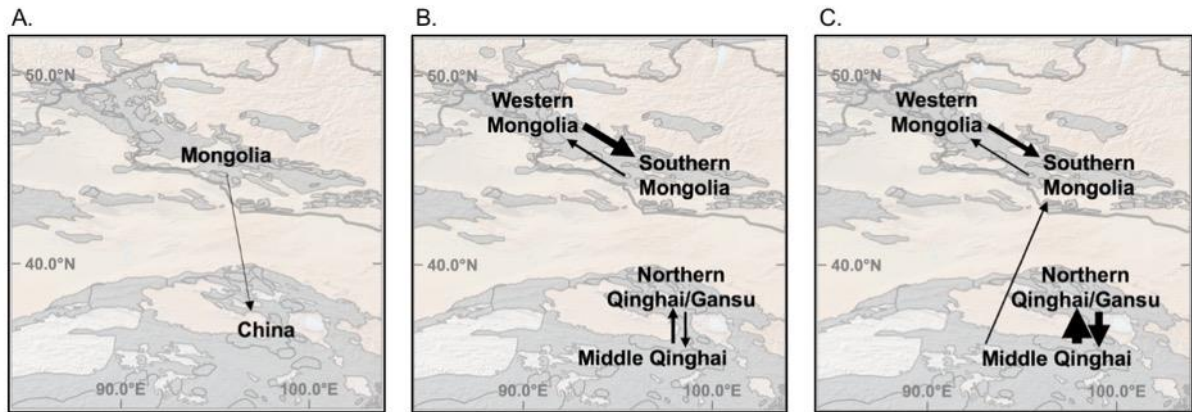 A.
50.0°N
Mongolia
40.0°N
China
90.0°E
100.0°E
B.
50.0°N
Western
Mongolia
Southern
Mongolia
40.0°N
Northern
Qinghai/Gansu
Middle Qinghai
90.0°E
100.0°E
C.
50.0°N
Western
Mongolia
Southern
Mongolia
40.0°N
Northern
Qinghai/Gansu
Middle Qinghai
90.0°E
100.0°E